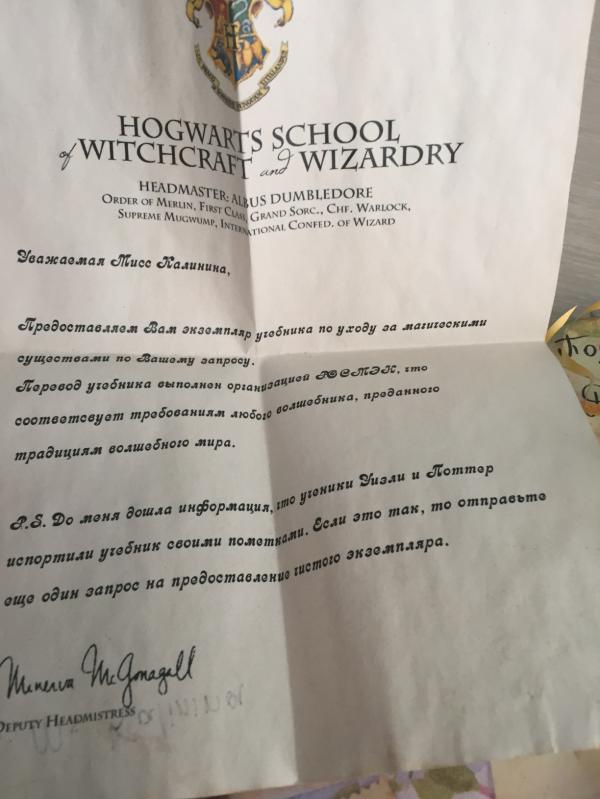 HOGWARTS SCHOOL
of WITCHCRAFT and WIZARDRY
HEADMASTER: ALBUS DUMBLEDORE
ORDER OF MERLIN, FIRST CLASS, GRAND SORC., CHF. WARLOCK,
SUPREME MUGWUMP, INTERNATIONAL CONFED. OF WIZARD
Уважаемая Мисс Калинина,
Предоставляем Вам экземпляр учебника по уходу за магическими
существами по Вашему запросу.
Перевод учебника выполнен организацией РОСТЭК, что
соответсвует требованиям любого волшебника, преданного
традициям волшебного мира.
P.S. До меня дошла информация, что ученики Уизли и Поттер
испортили учебник своими пометками. Если это так, то отправьте
еще один запрос на предоставление чистого экземпляра.
Minerva McGonagall
DEPUTY HEADMISTRESS